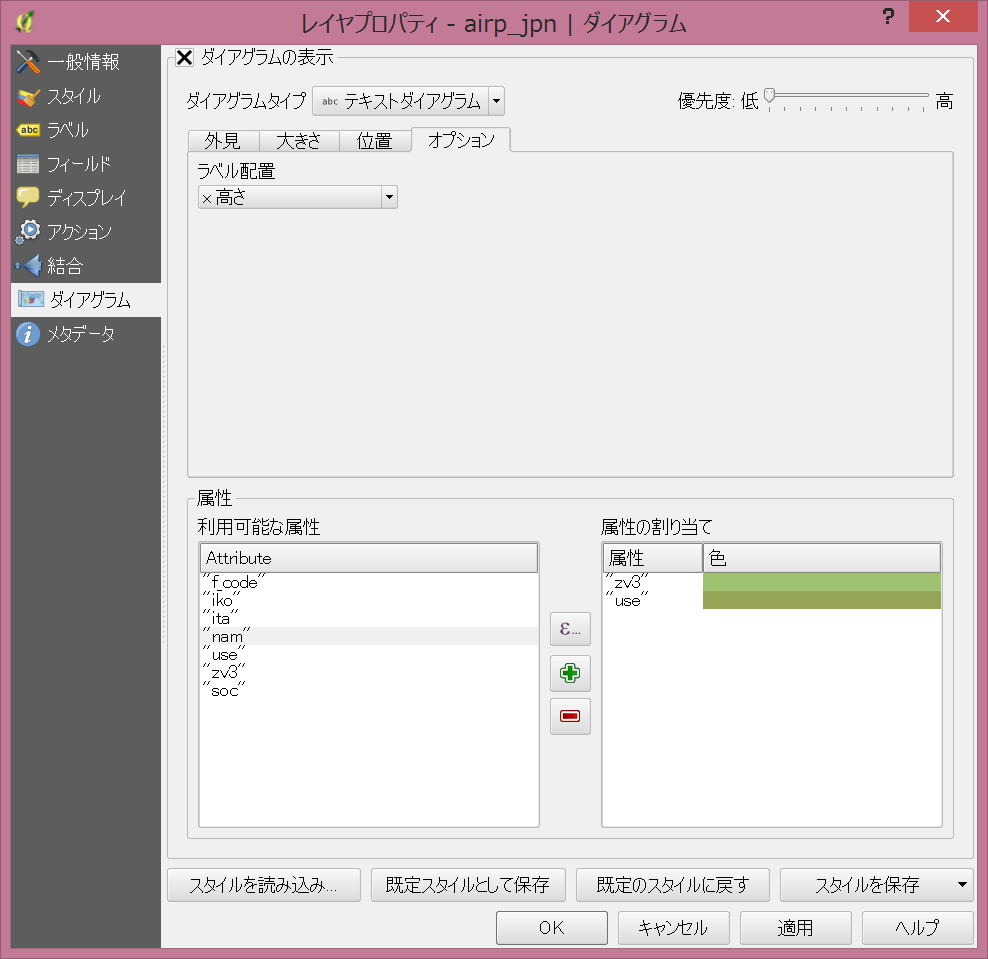 レイヤプロパティ - airp_jpn | ダイアグラム
?
一般情報
スタイル
abc ラベル
フィールド
ディスプレイ
アクション
結合
ダイアグラム
メタデータ
ダイアグラムの表示
ダイアグラムタイプ abc テキストダイアグラム 優先度: 低 高
外見 大きさ 位置 オプション
ラベル配置
x 高さ
属性
利用可能な属性
Attribute
"f_code"
"iko"
"ita"
"nam"
"use"
"zv3"
"soc"
ε...
属性の割り当て
属性 色
"zv3"
"use"
スタイルを読み込み... 既定スタイルとして保存 既定のスタイルに戻す スタイルを保存
OK キャンセル 適用 ヘルプ